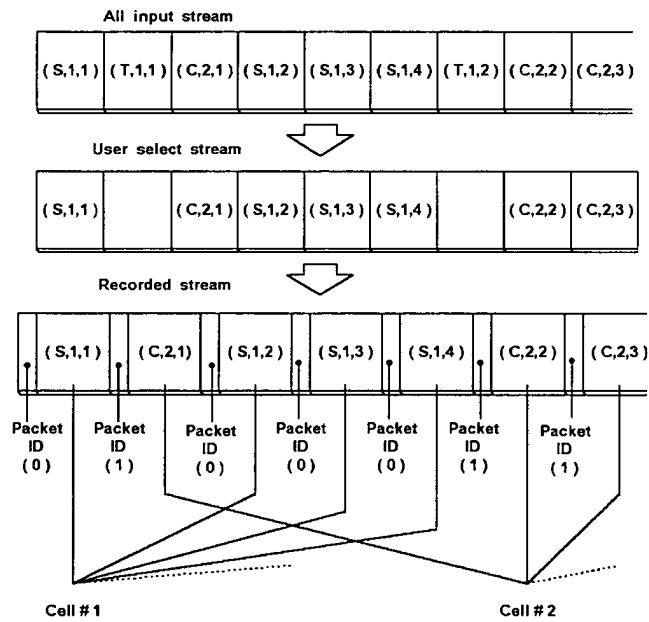 All input stream
(S,1,1) (T,1,1) (C,2,1) (S,1,2) (S,1,3) (S,1,4) (T,1,2) (C,2,2) (C,2,3)
User select stream
(S,1,1) (C,2,1) (S,1,2) (S,1,3) (S,1,4) (C,2,2) (C,2,3)
Recorded stream
(S,1,1) (C,2,1) (S,1,2) (S,1,3) (S,1,4) (C,2,2) (C,2,3)
Packet Packet Packet Packet Packet Packet Packet
ID ID ID ID ID ID ID
(0) (1) (0) (0) (0) (1) (1)
Cell #1 Cell #2